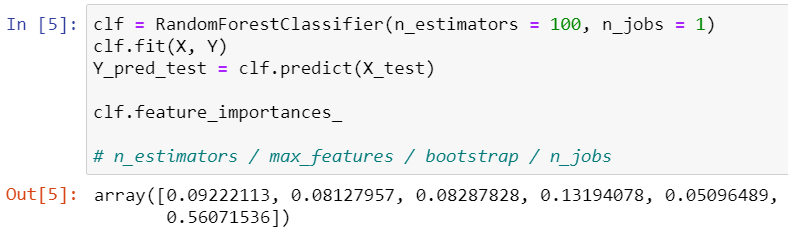 In [5]: clf = RandomForestClassifier(n_estimators = 100, n_jobs = 1)
clf.fit(X, Y)
Y_pred_test = clf.predict(X_test)
clf.feature_importances_
# n_estimators / max_features / bootstrap / n_jobs
Out[5]: array([0.09222113, 0.08127957, 0.08287828, 0.13194078, 0.05096489,
0.56071536])